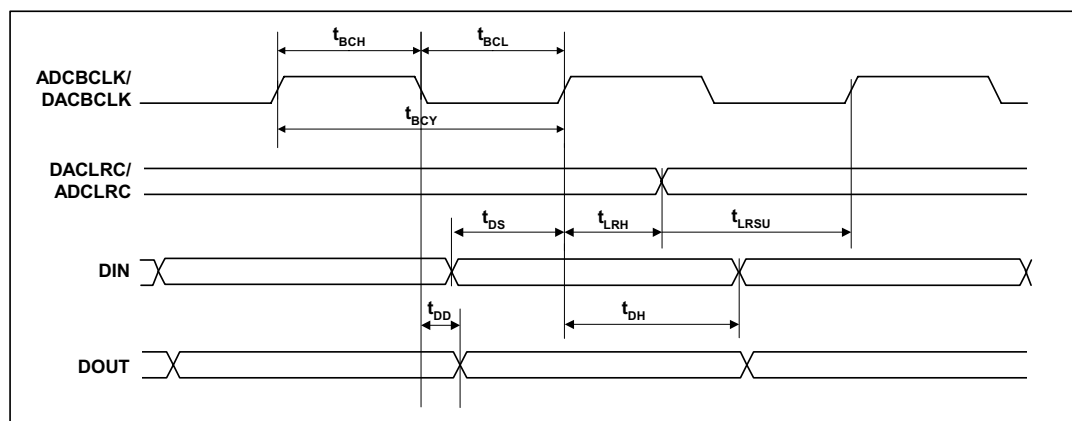 tBCH
tBCL
ADCBCLK/
DACBCLK
tBCY
DACLRC/
ADCLRC
tDS
tLRH
tLRSU
DIN
tDD
tDH
DOUT